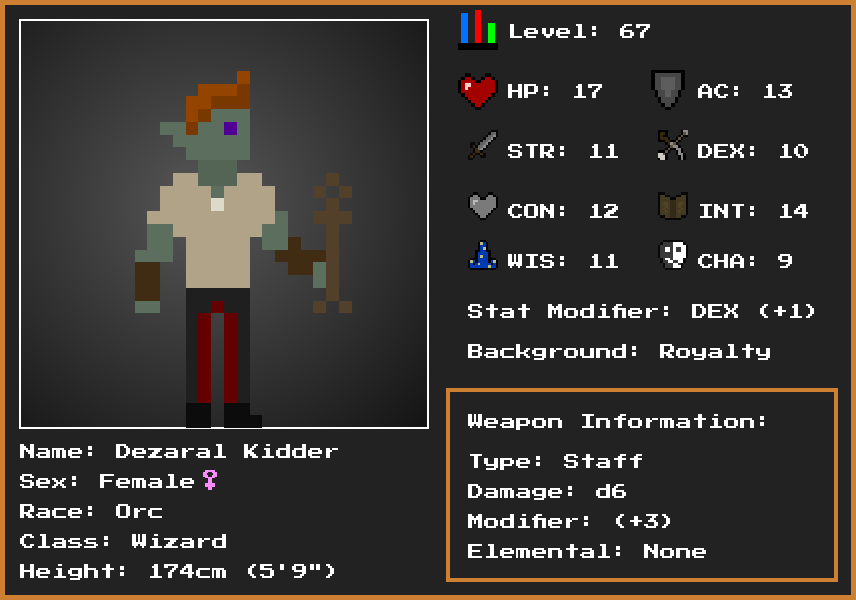 Level: 67
HP: 17
AC: 13
STR: 11
DEX: 10
CON: 12
INT: 14
WIS: 11
CHA: 9
Stat Modifier: DEX (+1)
Background: Royalty
Weapon Information:
Type: Staff
Damage: d6
Modifier: (+3)
Elemental: None
Name: Dezaral Kidder
Sex: Female♀
Race: Orc
Class: Wizard
Height: 174cm (5'9")